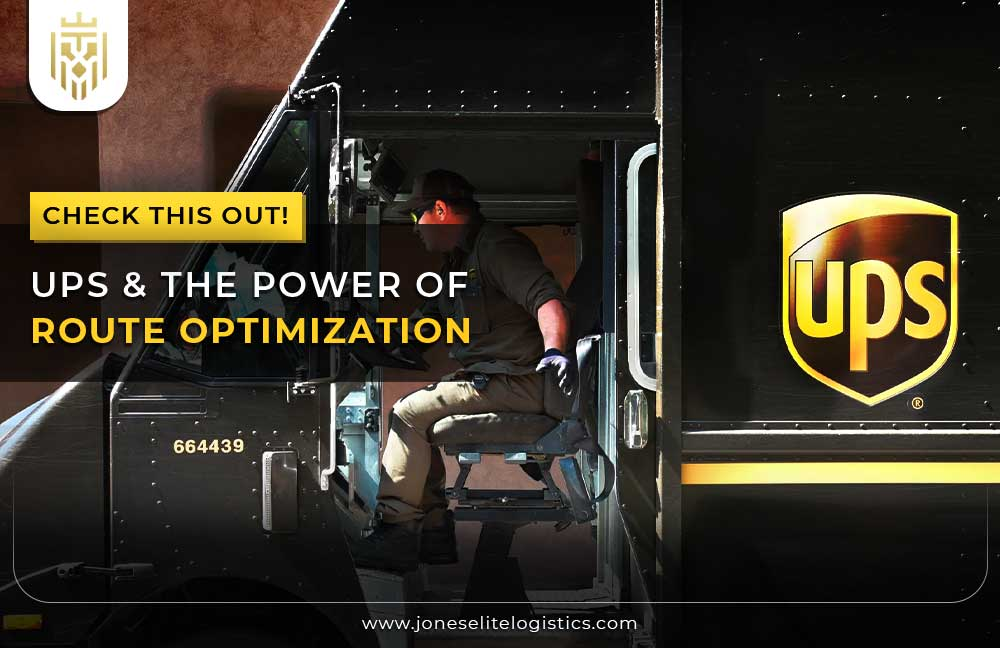 CHECK THIS OUT!
UPS & THE POWER OF
ROUTE OPTIMIZATION
ups
®
664439
www.joneselitelogistics.com